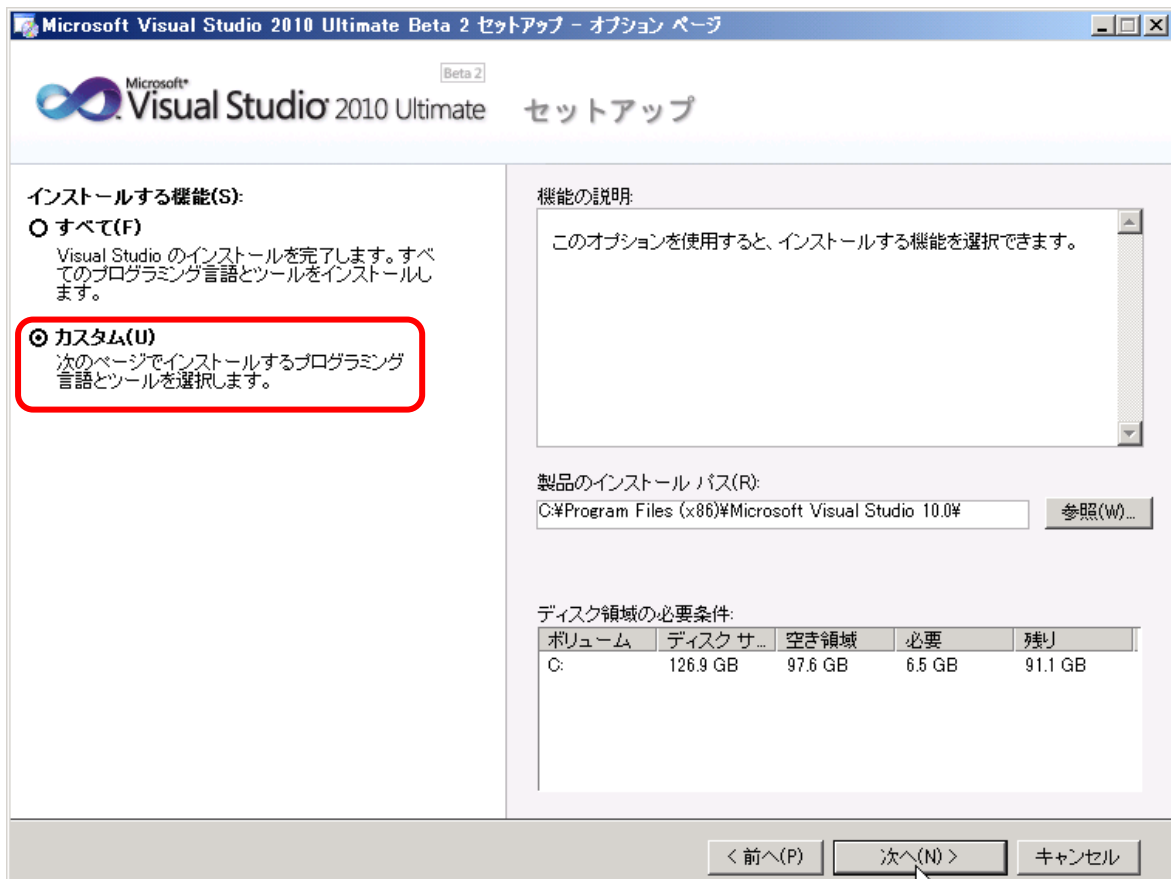 Microsoft Visual Studio 2010 Ultimate Beta 2 セットアップ - オプション ページ
Beta 2
Microsoft®
Visual Studio® 2010 Ultimate
セットアップ
インストールする機能(S):
すべて(F)
Visual Studio のインストールを完了します。すべ
てのプログラミング言語とツールをインストールし
ます。
カスタム(U)
次のページでインストールするプログラミング
言語とツールを選択します。
機能の説明:
このオプションを使用すると、インストールする機能を選択できます。
製品のインストール パス(R):
C:¥Program Files (x86)¥Microsoft Visual Studio 10.0¥
参照(W)...
ディスク領域の必要条件:
ボリューム ディスク サ... 空き領域 必要 残り
C: 126.9 GB 97.6 GB 6.5 GB 91.1 GB
< 前へ(P)
次へ(N) >
キャンセル